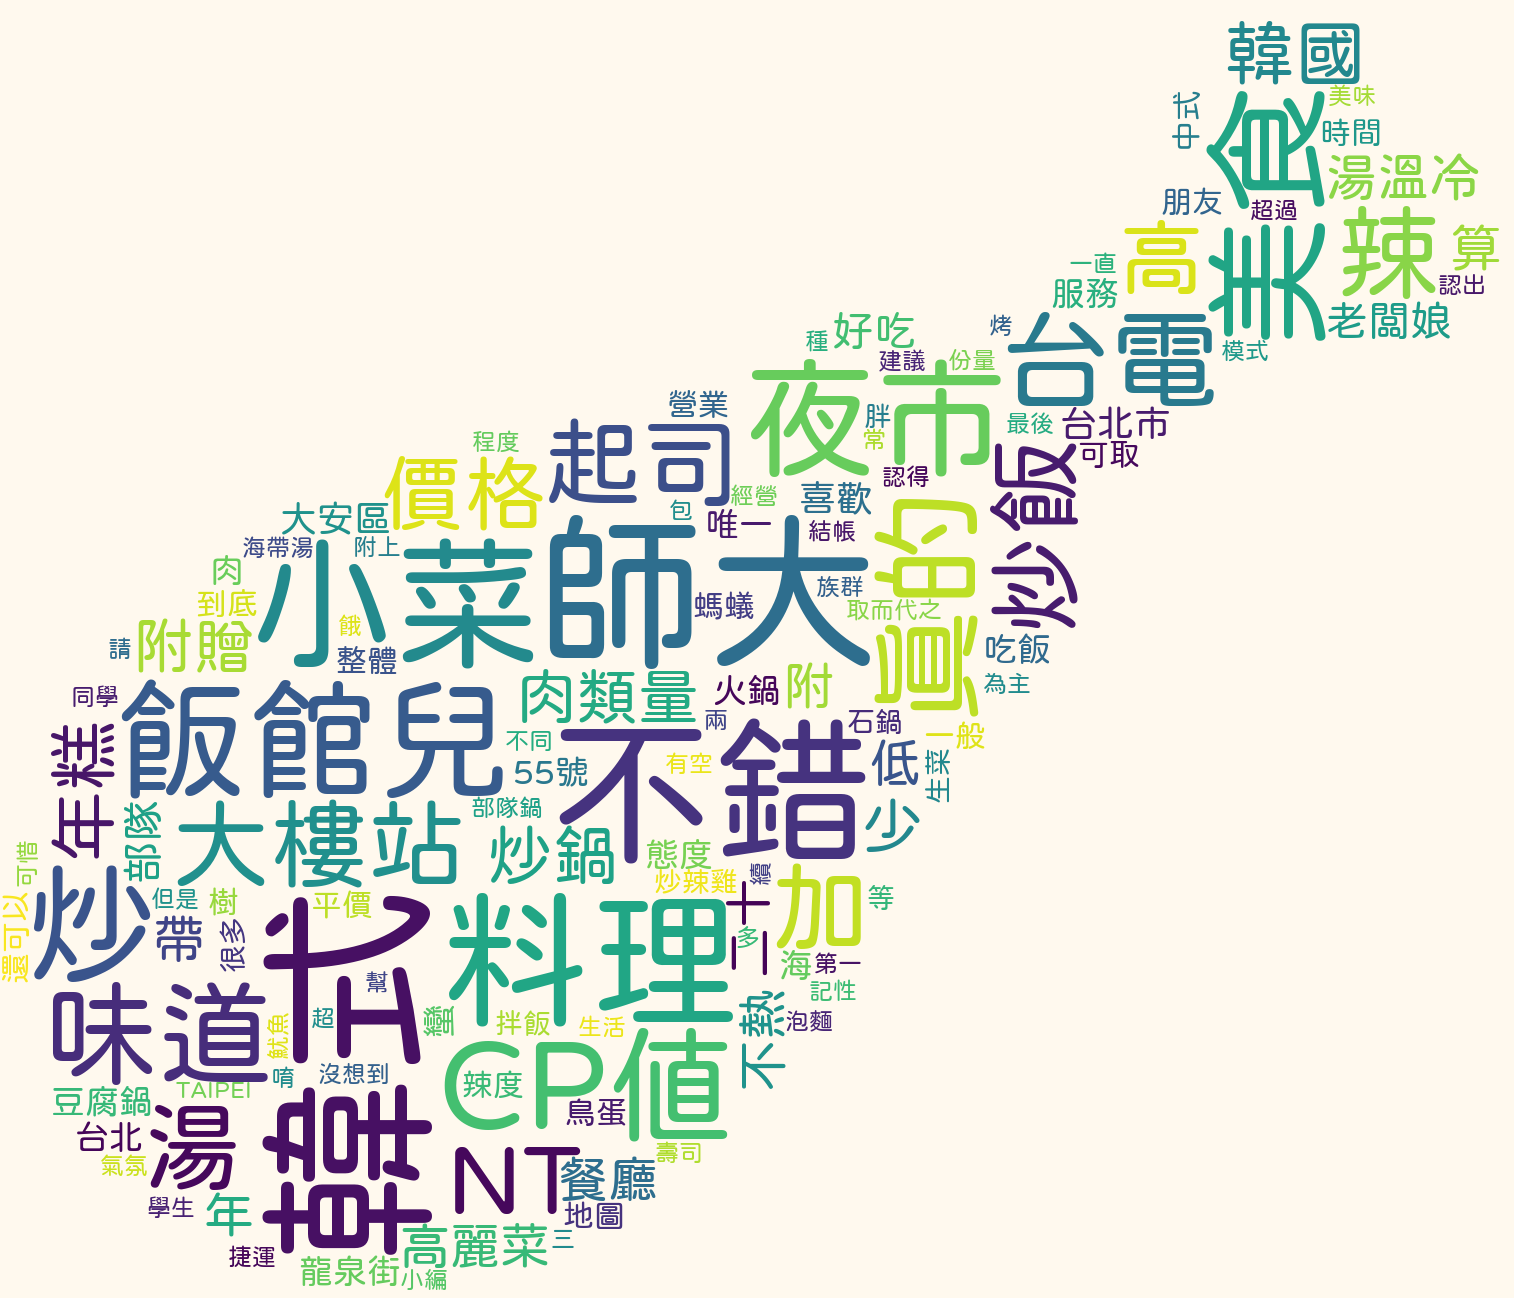 韓國
中式
美味
美食
時間
湯溫冷
朋友
超過
辣
高
算
一直
服務
認出
老闆娘
台電
烤
模式
種
好吃
建議
份量
夜市
營業
胖
常
最後
台北市
可取
程度
起司
認得
炒飯
價格
經營
喜歡
賣的
包
唯一
大安區
結帳
海帶湯
附上
小菜
師大
肉
族群
到底
螞蟻
取而代之
餓
附贈
請
整體
吃飯
肉類量
火鍋
附
為主
同學
飯館兒
兩
石鍋
年糕
不同
不錯
一般
有空
低
生菜
55號
部隊
大樓站
部隊鍋
少
炒鍋
態度
可惜
炒
炒辣雞
續
加
但是
樹
平價
等
還可以
帶
很多
韓式
料理
二十
多
海
第一
幫
記性
味道
超
蠻
拌飯
生活
不熱
泡麵
魷魚
CP值
沒想到
唷
辣度
TAIPEI
豆腐鍋
鳥蛋
湯
台北
氣氛
NT
壽司
餐廳
學生
年
地圖
高麗菜
三
捷運
龍泉街
小編